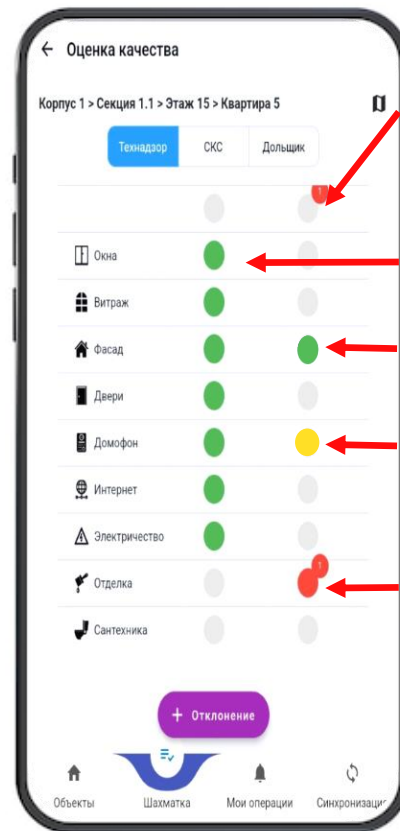 Оценка качества
Корпус 1 > Секция 1.1 > Этаж 15 > Квартира 5
Технадзор СКС Дольщик
1
Окна
Витраж
Фасад
Двери
Домофон
Интернет
Электричество
1
Отделка
Сантехника
+ Отклонение
Объекты Шахматка Мои операции Синхронизация